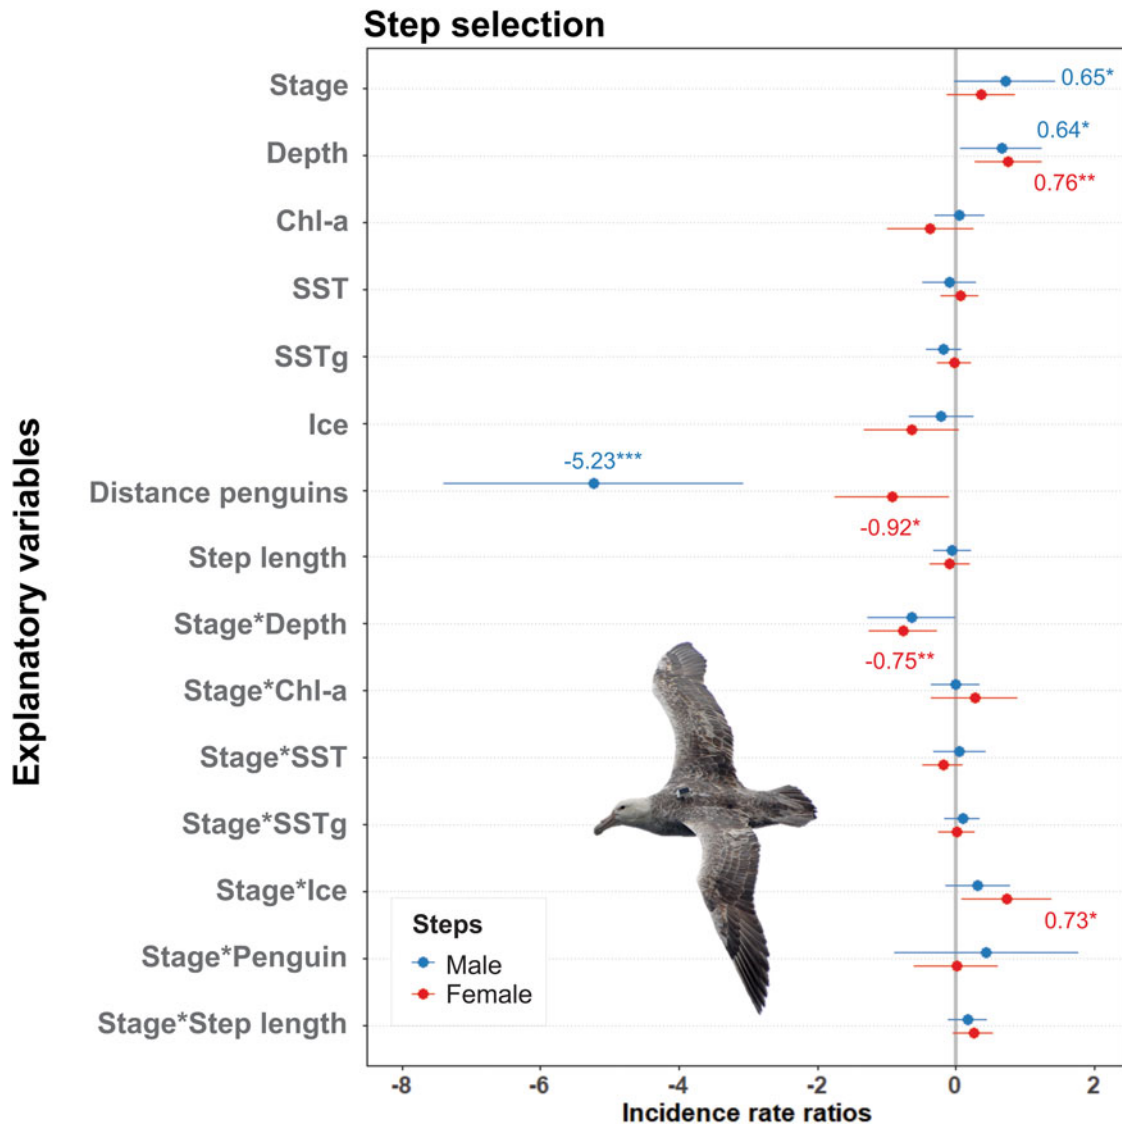 Step selection
Explanatory variables
Stage
0.65*
Depth
0.64*
0.76**
Chl-a
SST
SSTg
Ice
Distance penguins
-5.23***
-0.92*
Step length
Stage*Depth
-0.75**
Stage*Chl-a
Stage*SST
Stage*SSTg
Stage*Ice
0.73*
Stage*Penguin
Stage*Step length
Steps
Male
Female
-8 -6 -4 -2 0 2
Incidence rate ratios